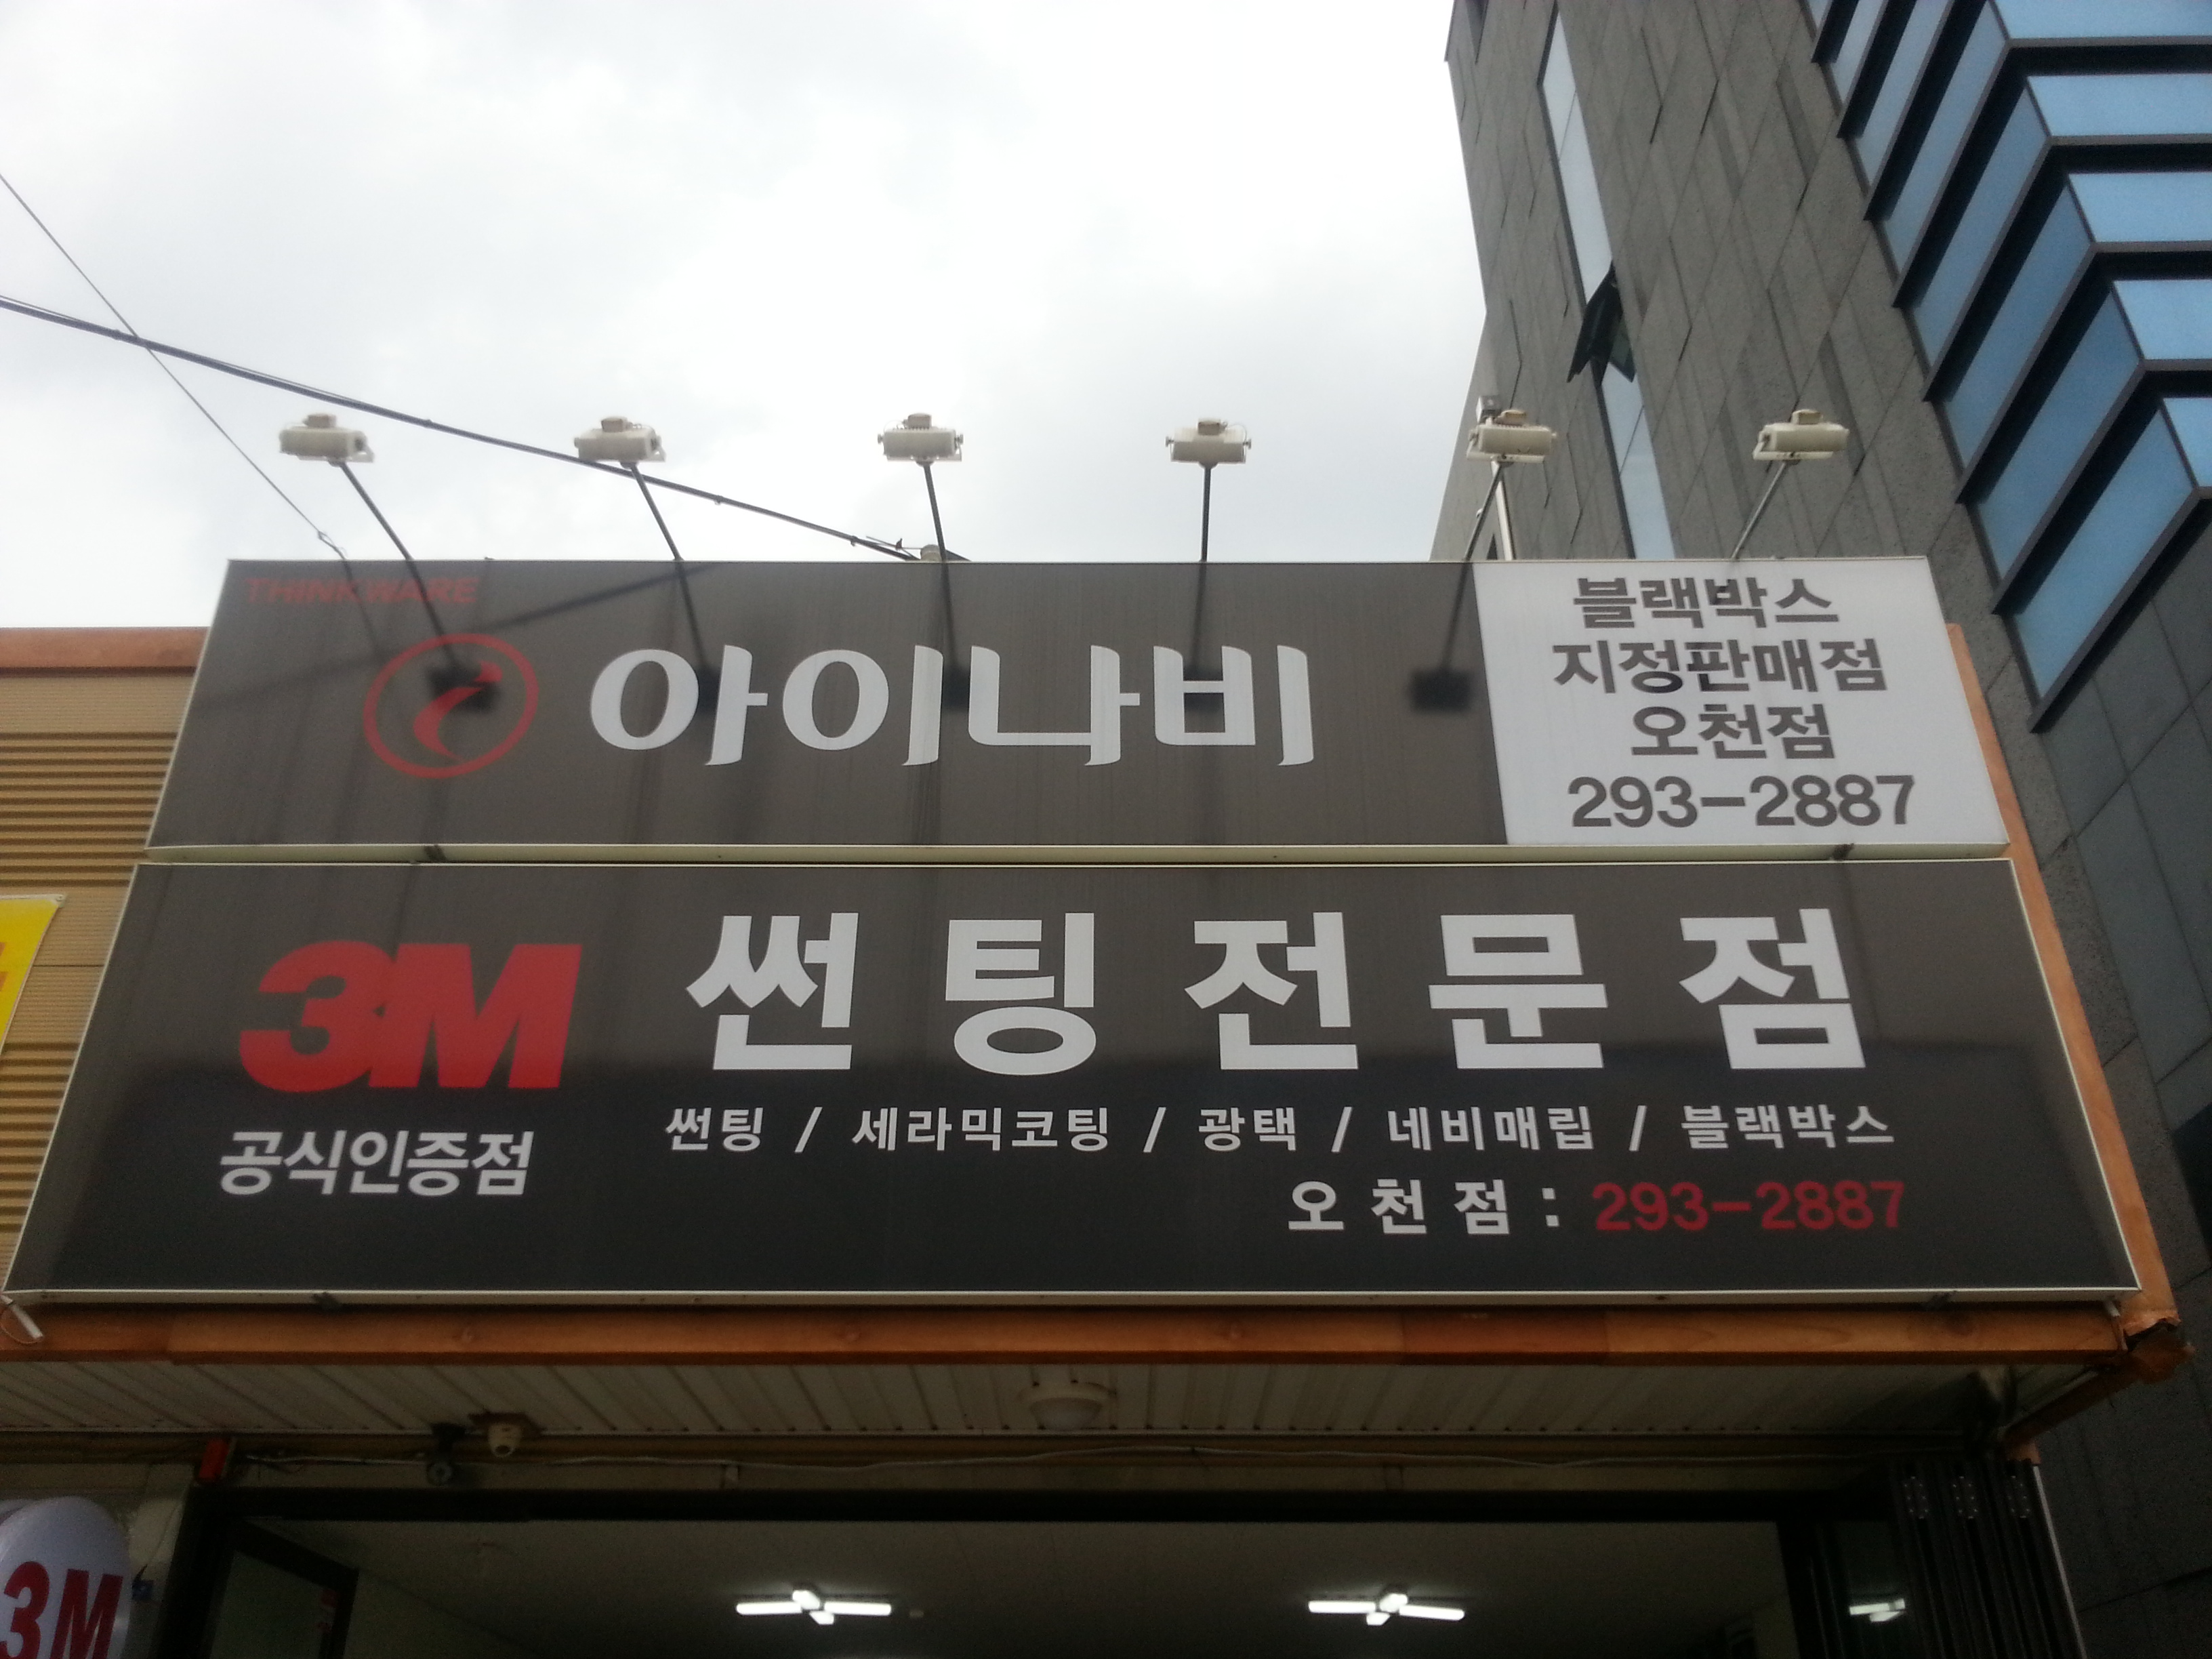 THINKWARE
아이나비
블랙박스
지정판매점
오천점
293-2887
3M
공식인증점
썬팅전문점
썬팅 / 세라믹코팅 / 광택 / 네비매립 / 블랙박스
오천점 : 293-2887
3M